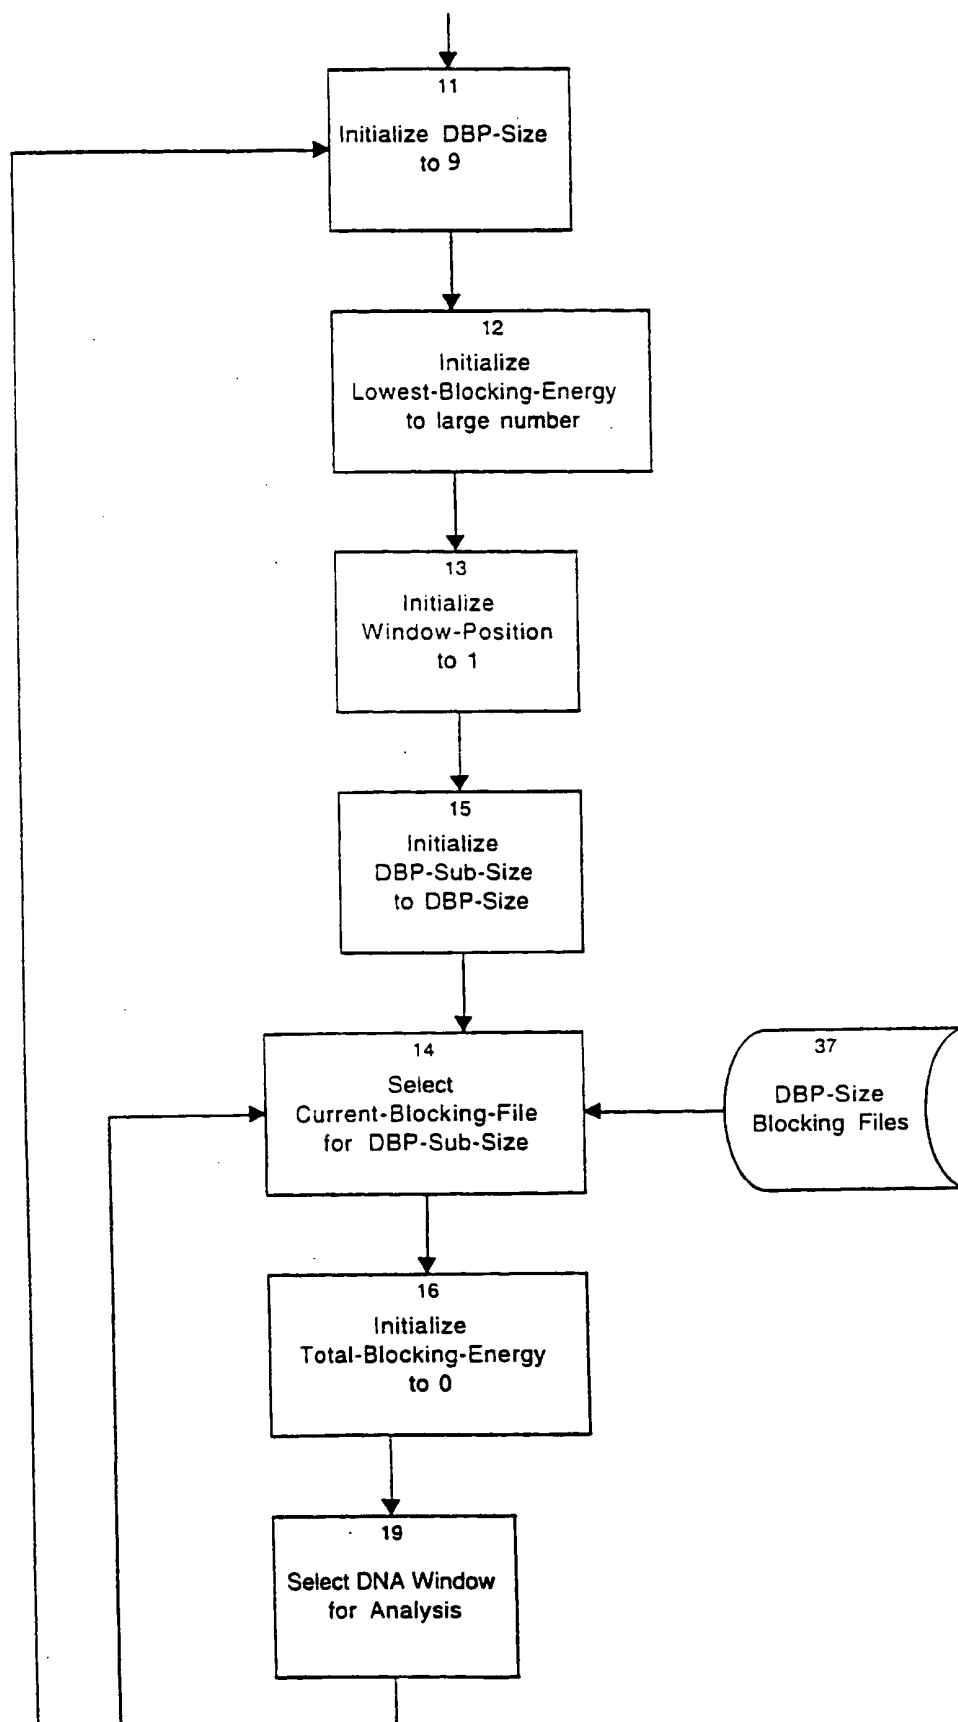 11
Initialize DBP-Size
to 9
12
Initialize
Lowest-Blocking-Energy
to large number
13
Initialize
Window-Position
to 1
15
Initialize
DBP-Sub-Size
to DBP-Size
14
Select
Current-Blocking-File
for DBP-Sub-Size
37
DBP-Size
Blocking Files
16
Initialize
Total-Blocking-Energy
to 0
19
Select DNA Window
for Analysis